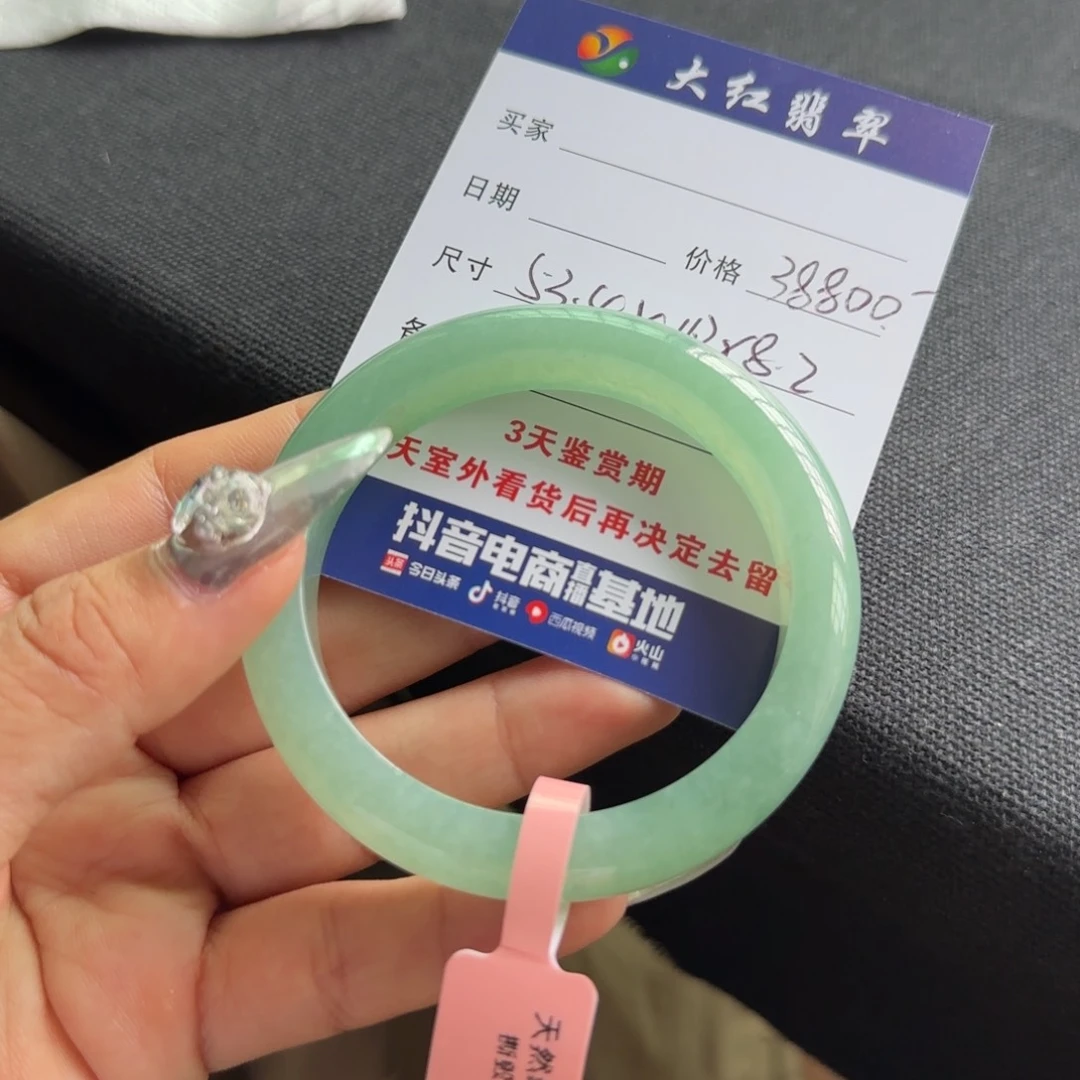 大红翡翠
买家
日期
价格 38800
尺寸
3天鉴赏期
天室外看货后再决定去留
抖音电商直播基地
头条 今日头条 抖音 西瓜视频 火山
天然